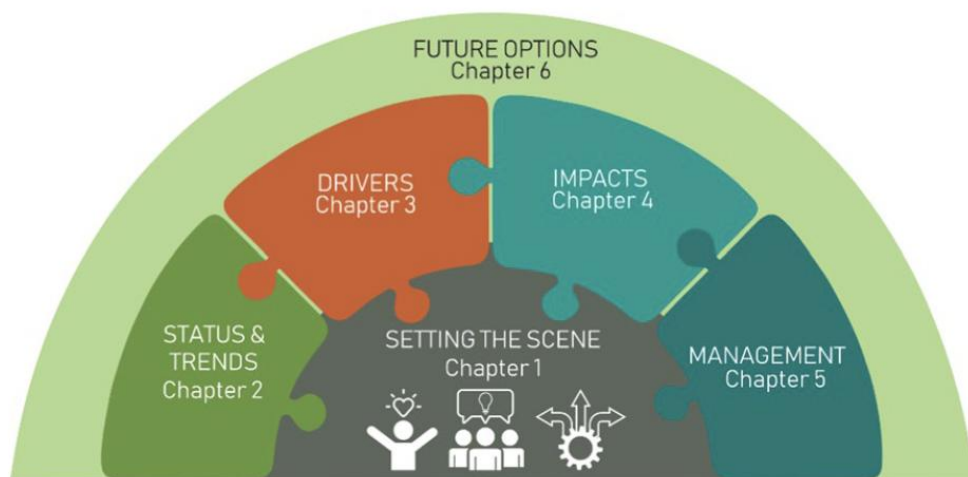 FUTURE OPTIONS
Chapter 6
DRIVERS
Chapter 3
IMPACTS
Chapter 4
STATUS &
TRENDS
Chapter 2
SETTING THE SCENE
Chapter 1
MANAGEMENT
Chapter 5